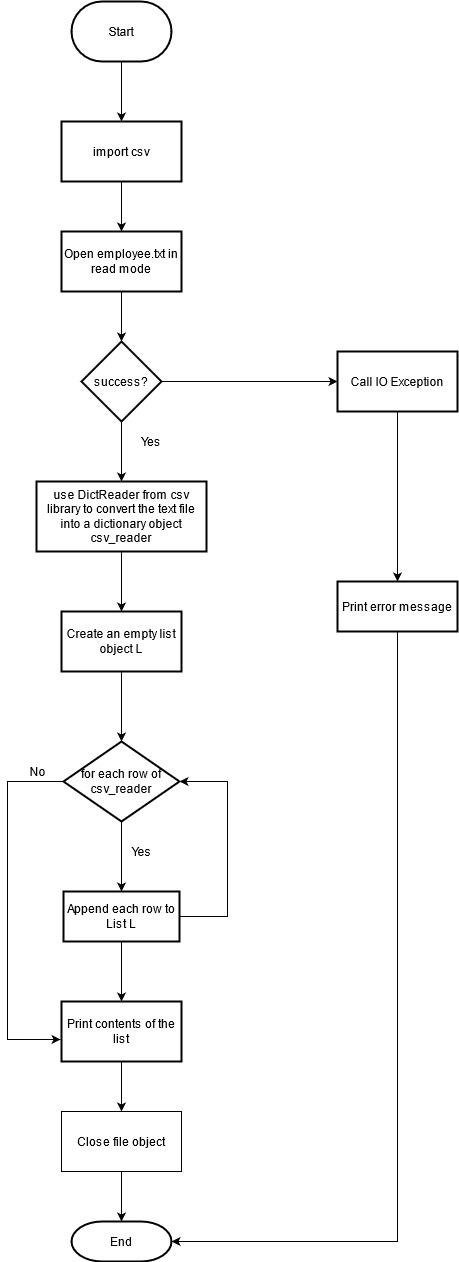 Start
import csv
Open employee.txt in
read mode
success?
Call IO Exception
Yes
use DictReader from csv
library to convert the text file
into a dictionary object
csv_reader
Print error message
Create an empty list
object L
No
for each row of
csv_reader
Yes
Append each row to
List L
Print contents of the
list
Close file object
End